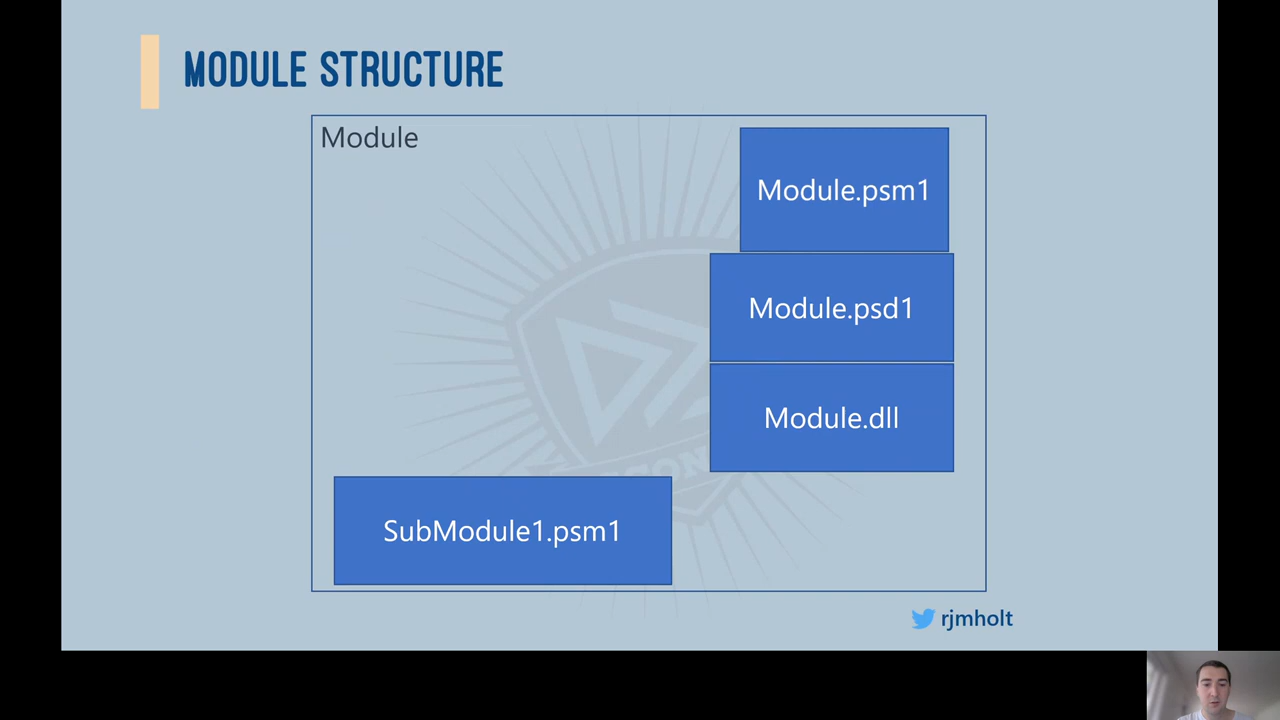 MODULE STRUCTURE
Module
Module.psm1
Module.psd1
Module.dll
SubModule1.psm1
rjmholt